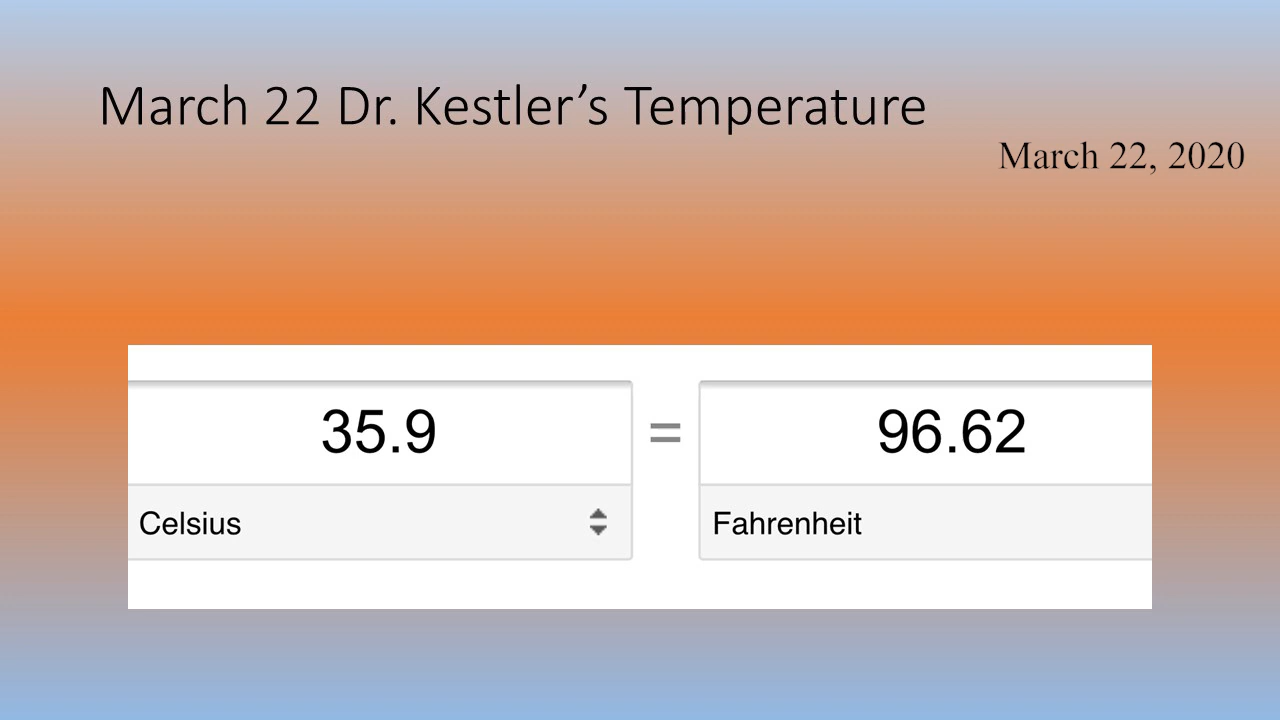 March 22 Dr. Kestler’s Temperature
March 22, 2020
35.9 = 96.62
Celsius Fahrenheit